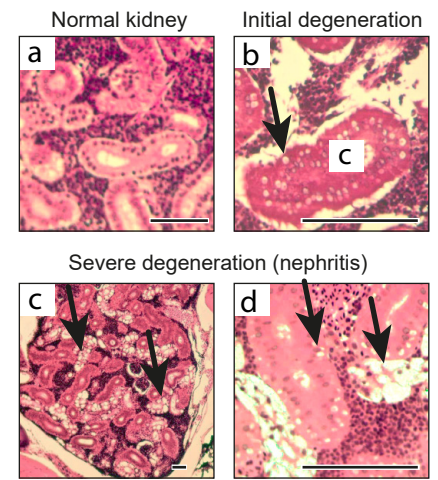 Normal kidney
Initial degeneration
a
b
c
Severe degeneration (nephritis)
c
d